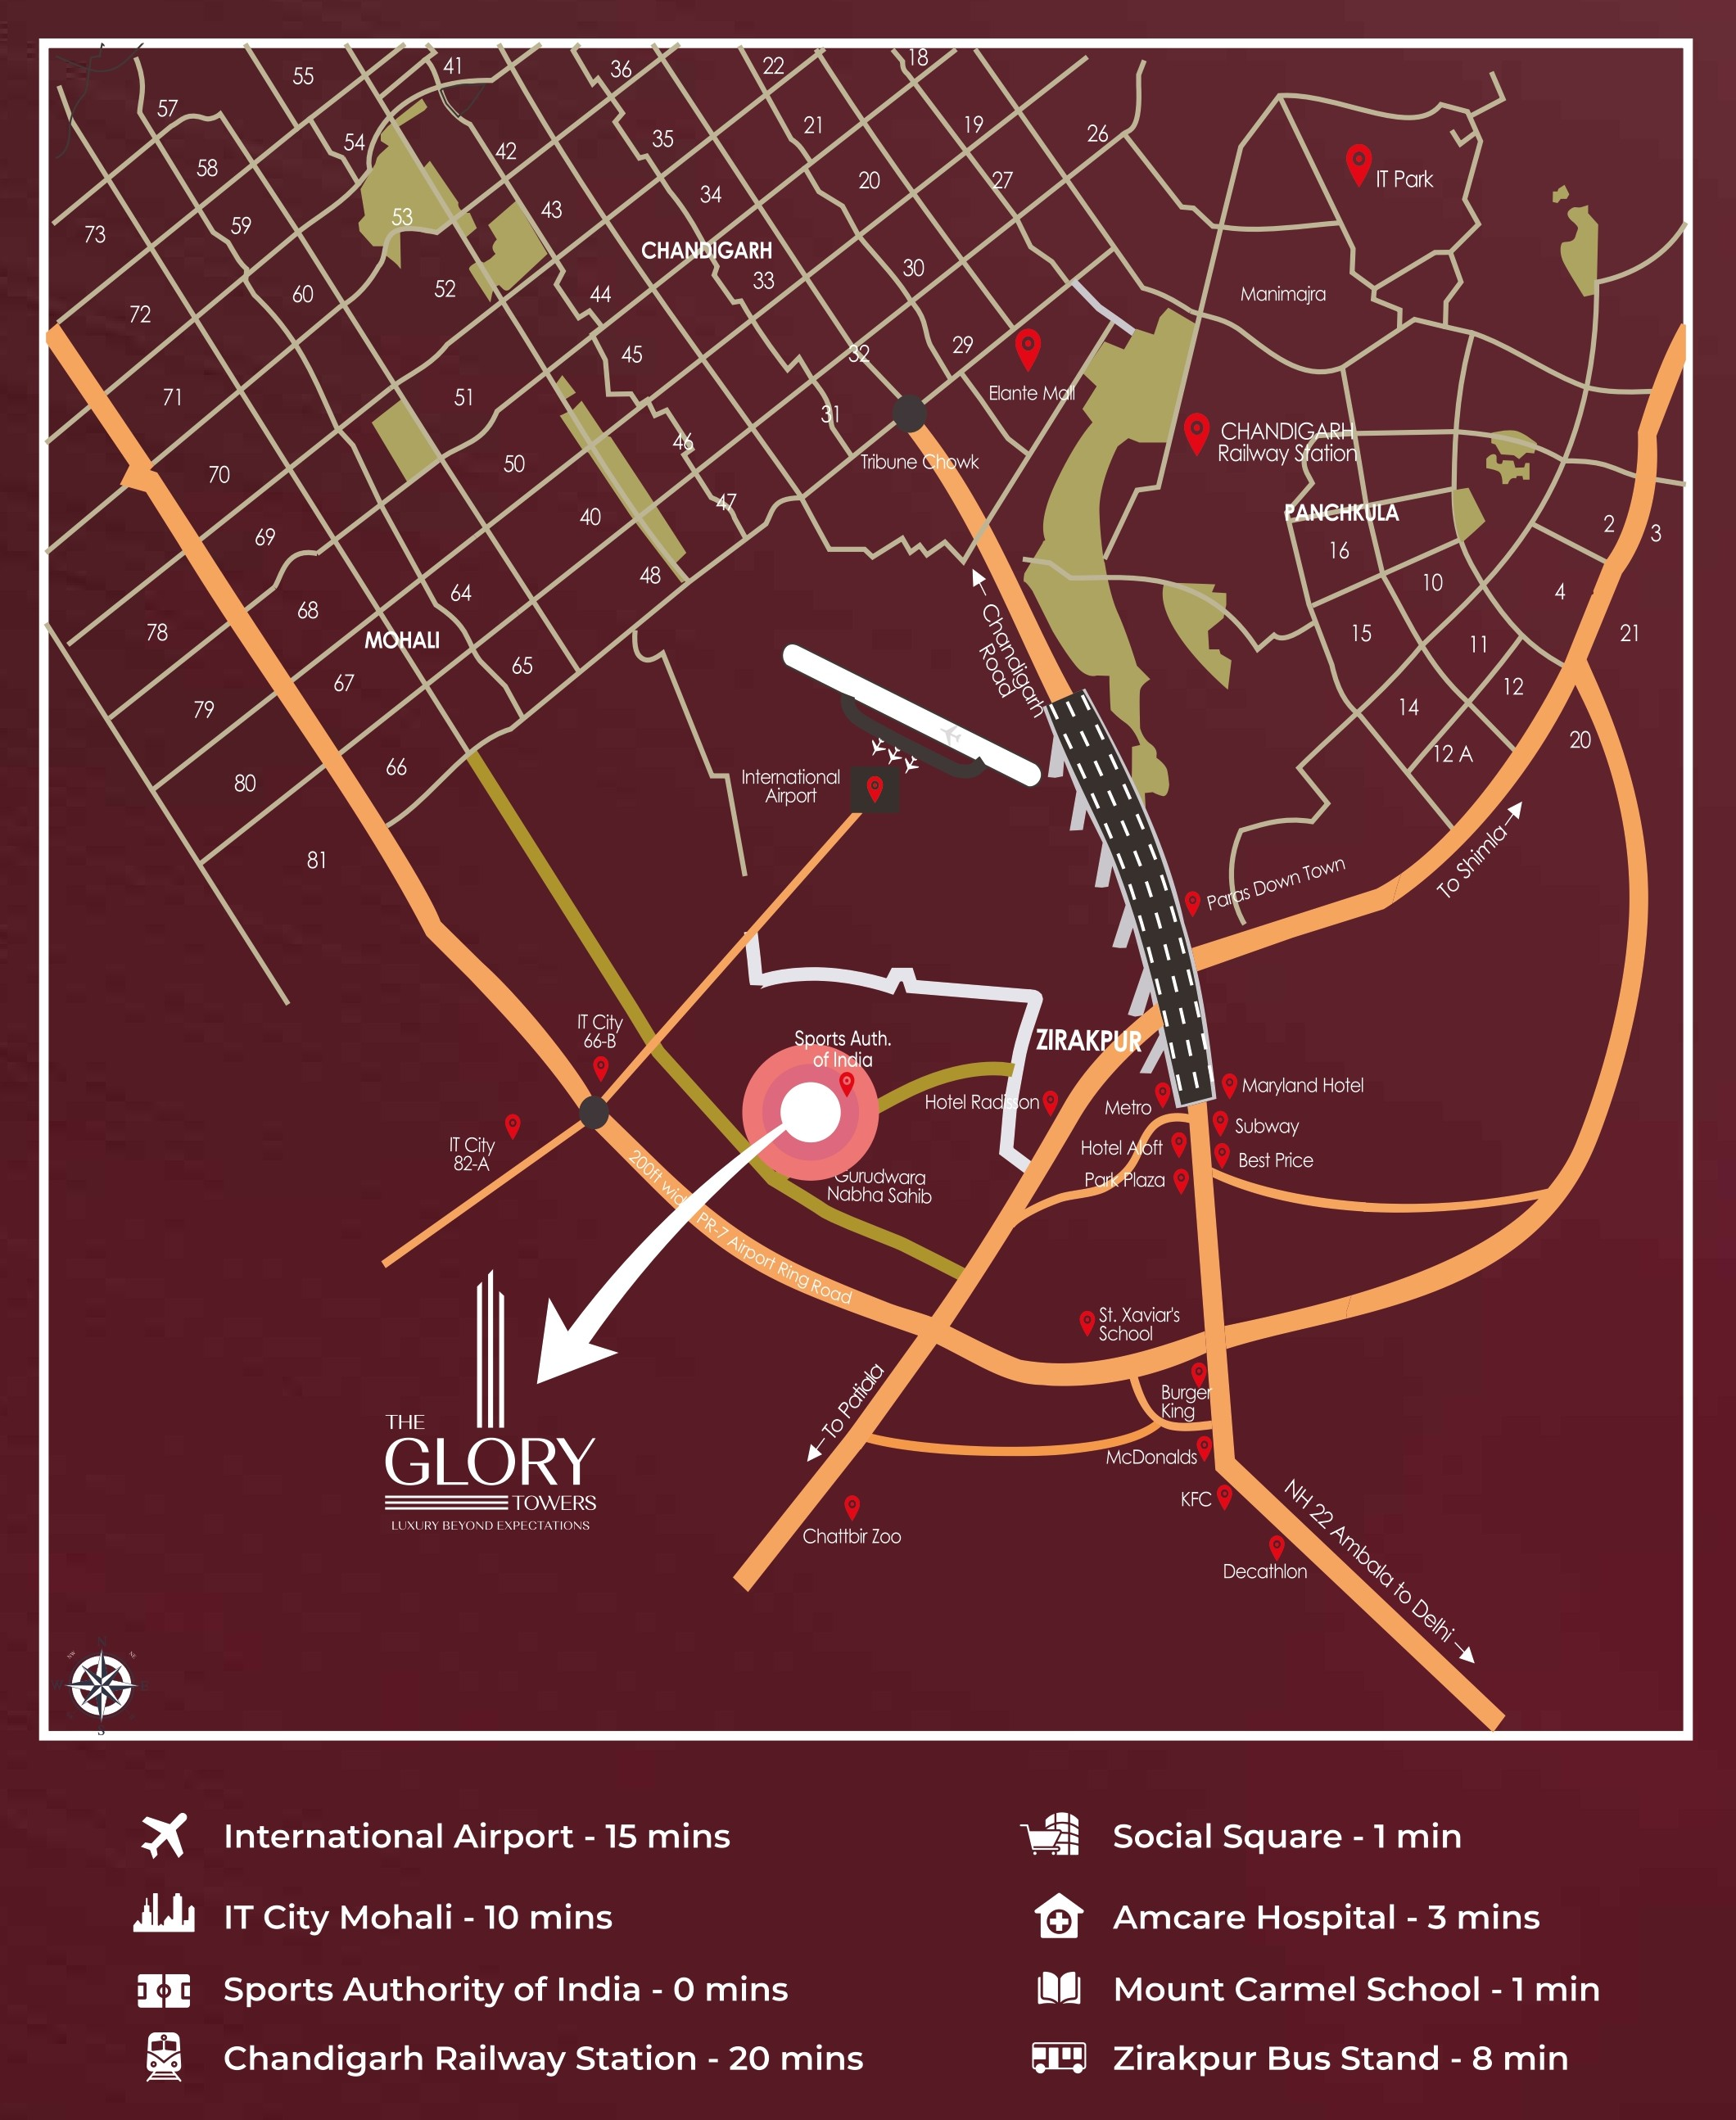 41
36
22
18
55
57
54
42
35
21
19
26
58
43
34
20
27
IT Park
59
53
73
CHANDIGARH
33
30
52
60
44
Manimajra
72
45
32
29
Elante Mall
71
51
31
CHANDIGARH
Railway Station
46
Tribune Chowk
70
50
47
PANCHKULA
40
2
3
69
16
48
64
10
4
68
78
MOHALI
15
11
21
Chandigarh
Road
65
67
12
79
14
20
12 A
66
80
International
Airport
81
To Shimla
Paras Down Town
IT City
66-B
Sports Auth.
of India
ZIRAKPUR
Maryland Hotel
Hotel Radisson
Metro
Subway
IT City
82-A
Hotel Aloft
Best Price
Park Plaza
Gurudwara
Nabha Sahib
200ft wide PR-7 Airport Ring Road
St. Xaviar's
School
To Patiala
Burger
King
McDonalds
KFC
NH 22 Ambala to Delhi
Chattbir Zoo
Decathlon
THE
GLORY
TOWERS
LUXURY BEYOND EXPECTATIONS
N
S
International Airport - 15 mins
IT City Mohali - 10 mins
Sports Authority of India - 0 mins
Chandigarh Railway Station - 20 mins
Social Square - 1 min
Amcare Hospital - 3 mins
Mount Carmel School - 1 min
Zirakpur Bus Stand - 8 min